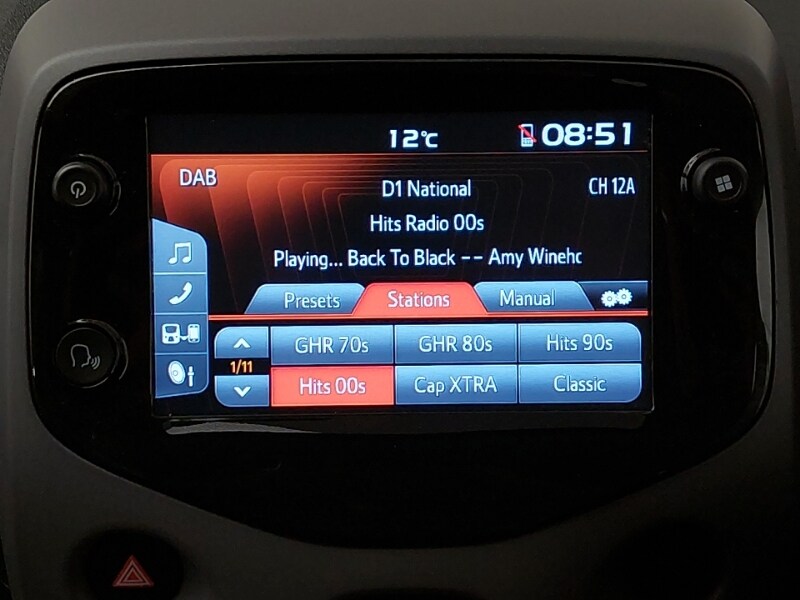 12°C 08:51
DAB
D1 National CH 12A
Hits Radio 00s
Playing... Back To Black -- Amy Wineho
Presets Stations Manual
GHR 70s GHR 80s Hits 90s
1/11
Hits 00s Cap XTRA Classic